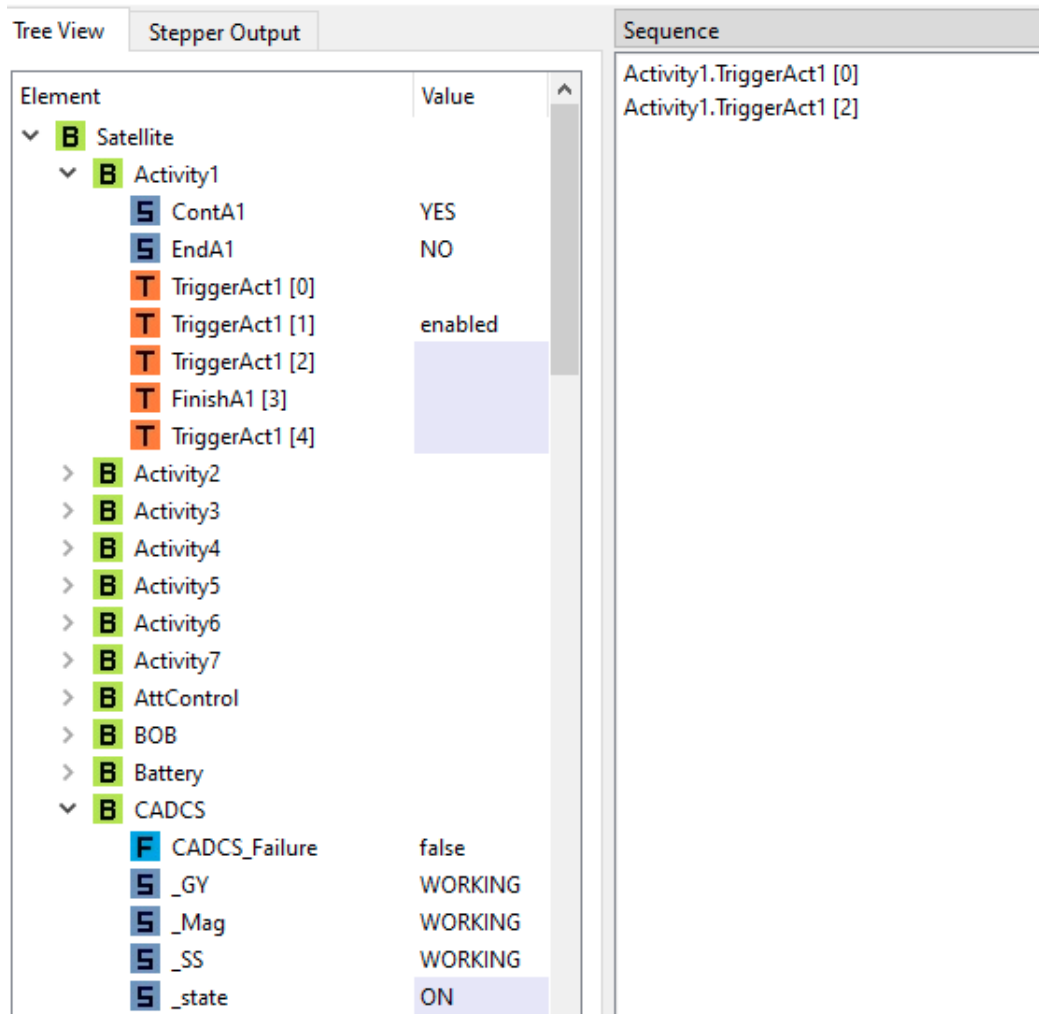 Tree View Stepper Output
Element Value
B Satellite
B Activity1
S ContA1 YES
S EndA1 NO
T TriggerAct1 [0]
T TriggerAct1 [1] enabled
T TriggerAct1 [2]
T FinishA1 [3]
T TriggerAct1 [4]
B Activity2
B Activity3
B Activity4
B Activity5
B Activity6
B Activity7
B AttControl
B BOB
B Battery
B CADCS
F CADCS_Failure false
S _GY WORKING
S _Mag WORKING
S _SS WORKING
S _state ON
Sequence
Activity1.TriggerAct1 [0]
Activity1.TriggerAct1 [2]